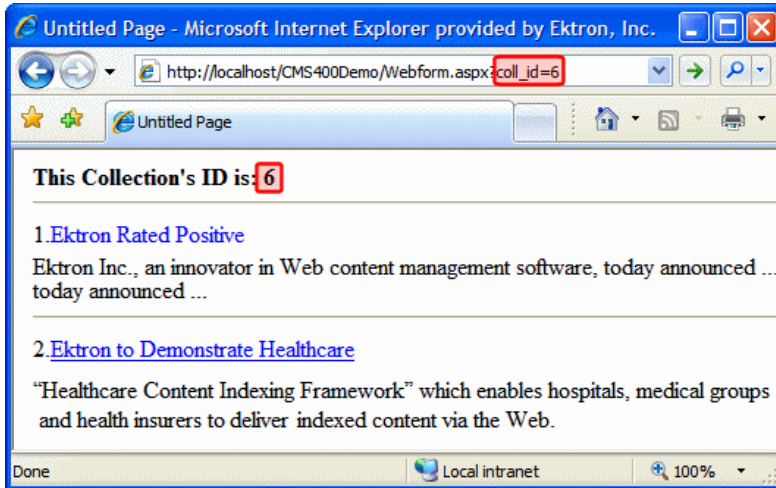 Untitled Page - Microsoft Internet Explorer provided by Ektron, Inc.
http://localhost/CMS400Demo/Webform.aspx?coll_id=6
Untitled Page
This Collection's ID is: 6
1.Ektron Rated Positive
Ektron Inc., an innovator in Web content management software, today announced ...
today announced ...
2.Ektron to Demonstrate Healthcare
“Healthcare Content Indexing Framework” which enables hospitals, medical groups
and health insurers to deliver indexed content via the Web.
Done Local intranet 100%